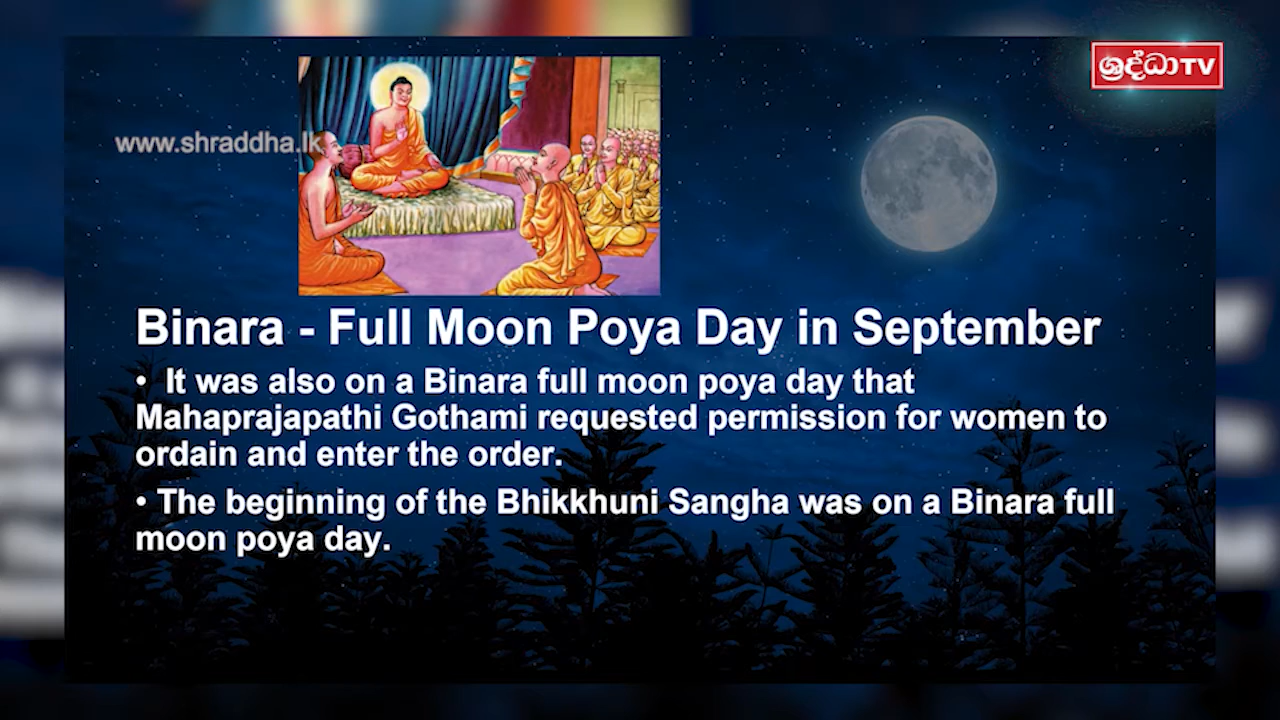 ශ්‍රද්ධා TV
www.shraddha.lk
Binara - Full Moon Poya Day in September
• It was also on a Binara full moon poya day that
Mahaprajapathi Gothami requested permission for women to
ordain and enter the order.
• The beginning of the Bhikkhuni Sangha was on a Binara full
moon poya day.